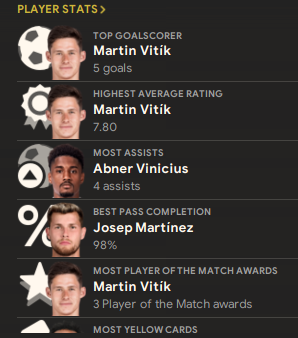 PLAYER STATS >
TOP GOALSCORER
Martin Vitík
5 goals
HIGHEST AVERAGE RATING
Martin Vitík
7.80
MOST ASSISTS
Abner Vinicius
4 assists
%
BEST PASS COMPLETION
Josep Martínez
98%
MOST PLAYER OF THE MATCH AWARDS
Martin Vitík
3 Player of the Match awards
MOST YELLOW CARDS